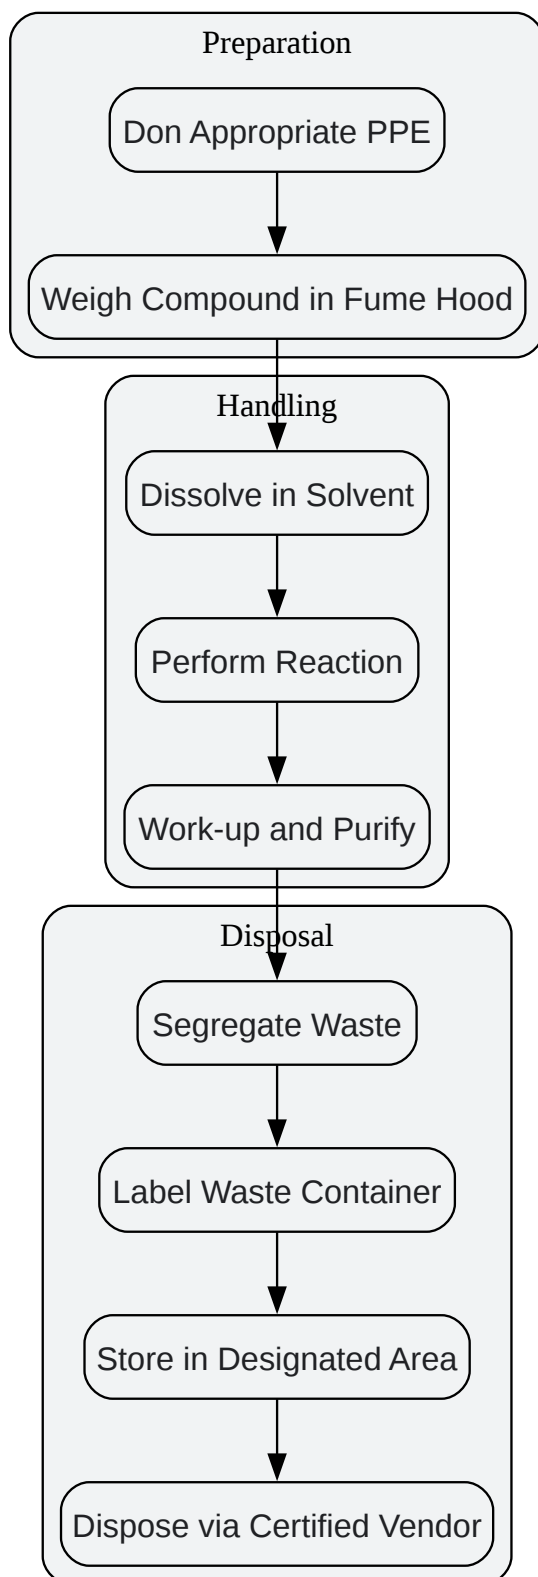 Preparation
Don Appropriate PPE
Weigh Compound in Fume Hood
Handling
Dissolve in Solvent
Perform Reaction
Work-up and Purify
Disposal
Segregate Waste
Label Waste Container
Store in Designated Area
Dispose via Certified Vendor